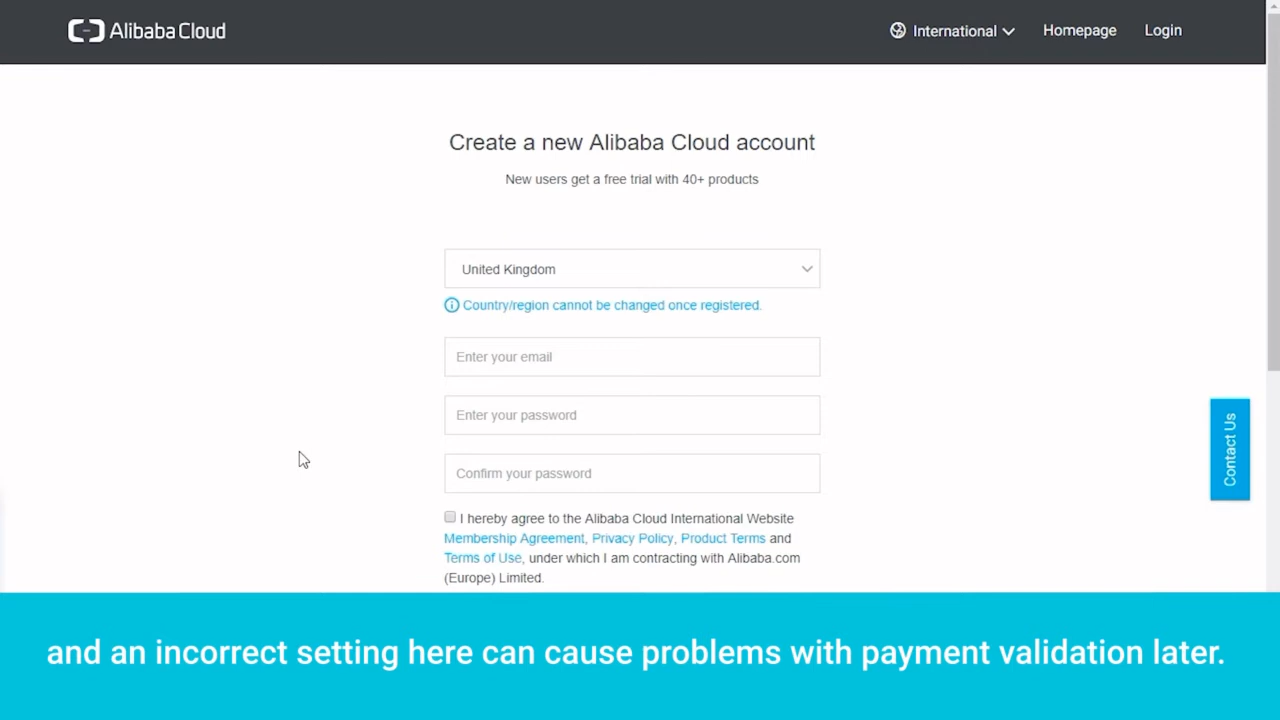 Alibaba Cloud
International
Homepage
Login
Create a new Alibaba Cloud account
New users get a free trial with 40+ products
United Kingdom
Country/region cannot be changed once registered.
Enter your email
Enter your password
Confirm your password
Contact Us
I hereby agree to the Alibaba Cloud International Website
Membership Agreement, Privacy Policy, Product Terms and
Terms of Use, under which I am contracting with Alibaba.com
(Europe) Limited.
and an incorrect setting here can cause problems with payment validation later.